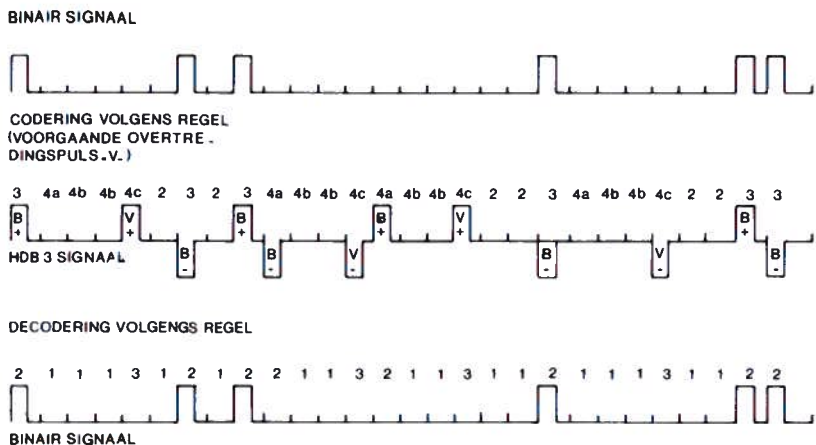 BINAIR SIGNAAL
CODERING VOLGENS REGEL
(VOORGAANDE OVERTRE -
DINGSPULS.V-)
3 4a 4b 4b 4c 2 3 2 3 4a 4b 4b 4c 4a 4b 4b 4c 2 2 3 4a 4b 4b 4c 2 2 3 3
B + V + B + B + V + B +
B - B - V - B - V - B -
HDB 3 SIGNAAL
DECODERING VOLGENGS REGEL
2 1 1 1 3 1 2 1 2 2 1 1 3 2 1 1 3 1 1 2 1 1 1 3 1 1 2 2
BINAIR SIGNAAL